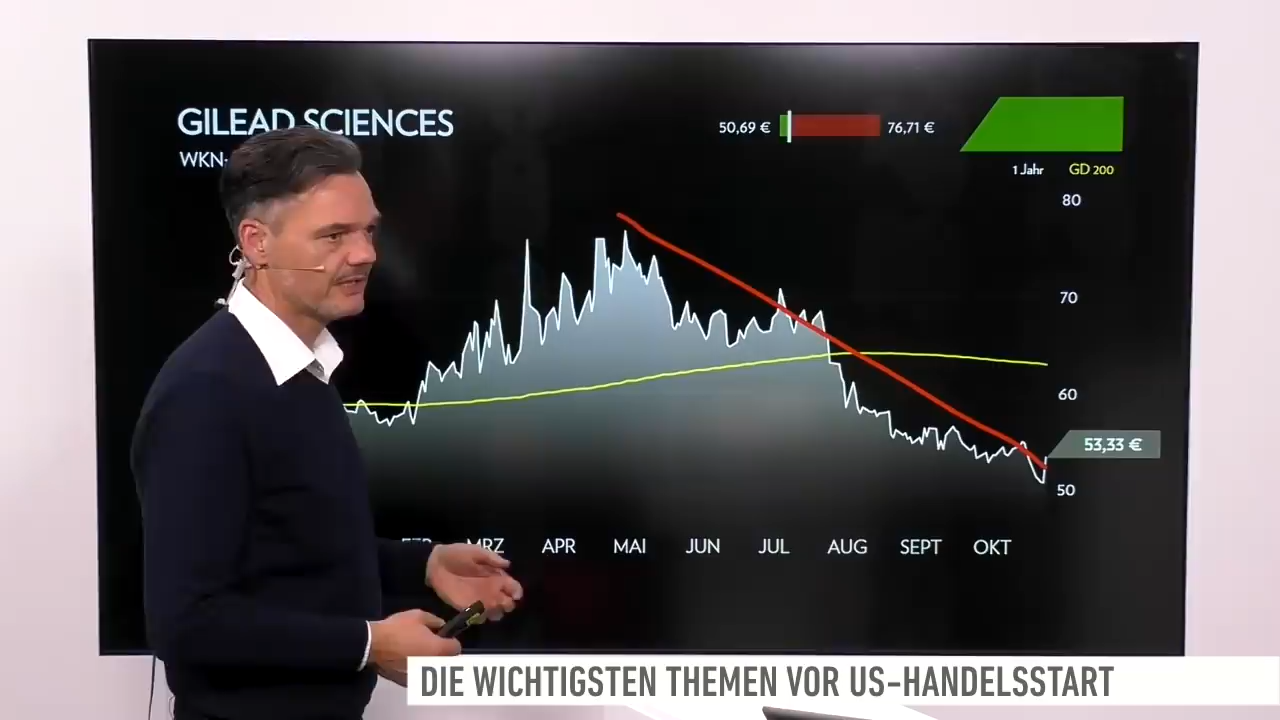 GILEAD SCIENCES
WKN
50,69 € 76,71 €
1 Jahr GD 200
80
70
60
53,33 €
50
MRZ APR MAI JUN JUL AUG SEPT OKT
DIE WICHTIGSTEN THEMEN VOR US-HANDELSSTART